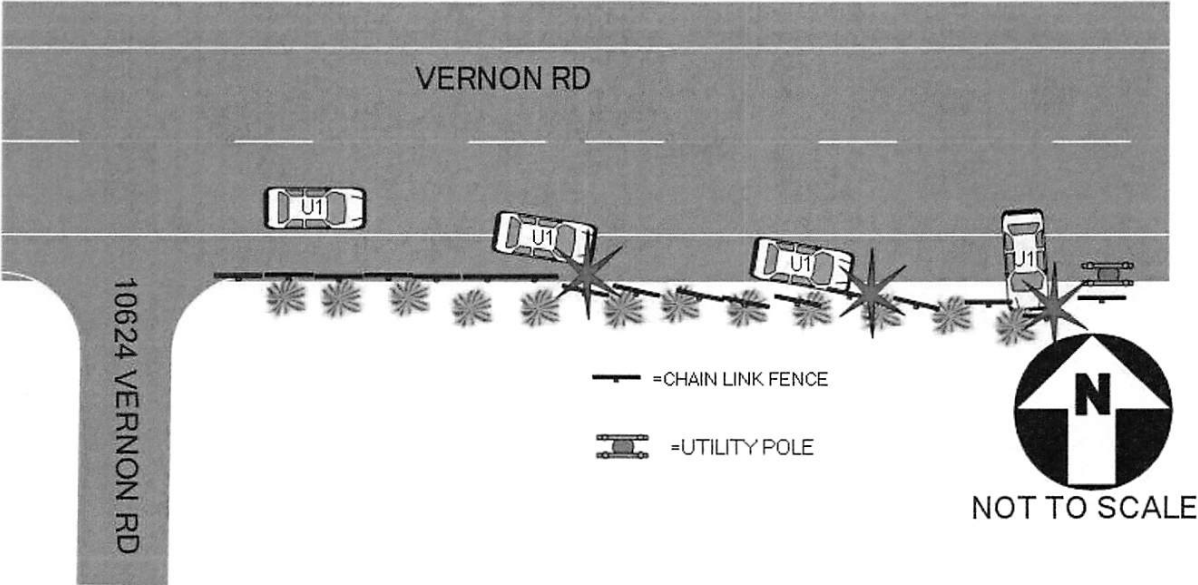 VERNON RD
U1
U1
U1
U1
10624 VERNON RD
=CHAIN LINK FENCE
N
=UTILITY POLE
NOT TO SCALE